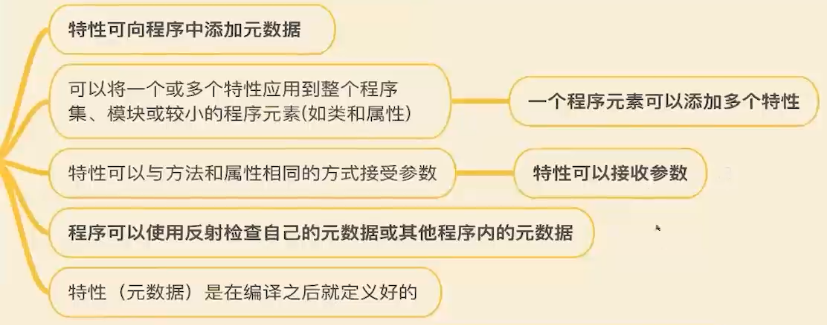 特性可向程序中添加元数据
可以将一个或多个特性应用到整个程序
集、模块或较小的程序元素(如类和属性)
一个程序元素可以添加多个特性
特性可以与方法和属性相同的方式接受参数
特性可以接收参数
程序可以使用反射检查自己的元数据或其他程序内的元数据
特性（元数据）是在编译之后就定义好的